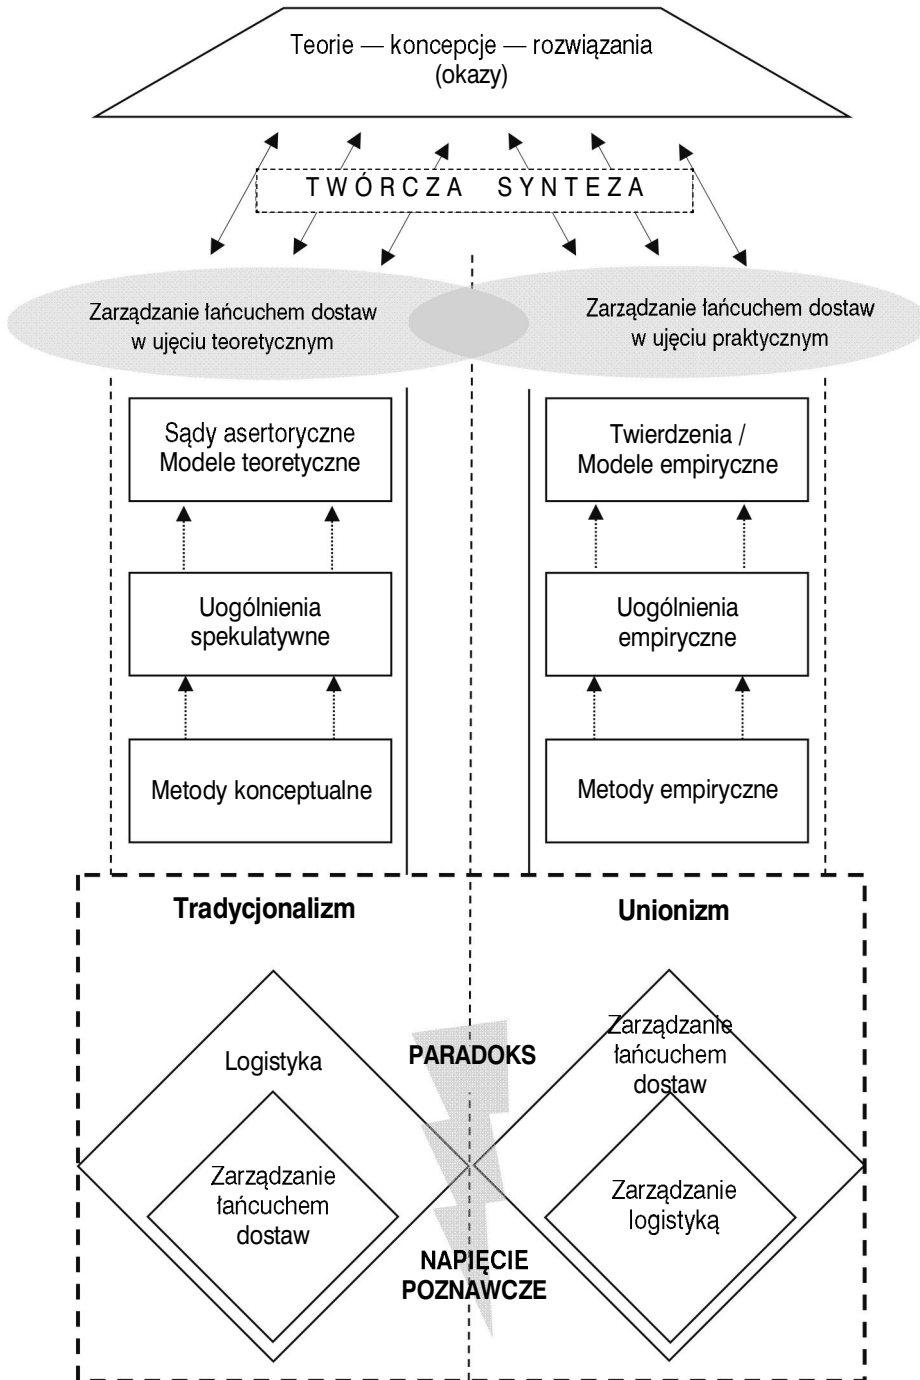 Teorie — koncepcje — rozwiązania
(okazy)
TWÓRCZA SYNTEZA
Zarządzanie łańcuchem dostaw
w ujęciu teoretycznym
Zarządzanie łańcuchem dostaw
w ujęciu praktycznym
Sądy asertoryczne
Modele teoretyczne
Twierdzenia /
Modele empiryczne
Uogólnienia
spekulatywne
Uogólnienia
empiryczne
Metody konceptualne
Metody empiryczne
Tradycjonalizm
Unionizm
Logistyka
Zarządzanie
łańcuchem
dostaw
PARADOKS
NAPIĘCIE
POZNAWCZE
Zarządzanie
łańcuchem
dostaw
Zarządzanie
logistyką